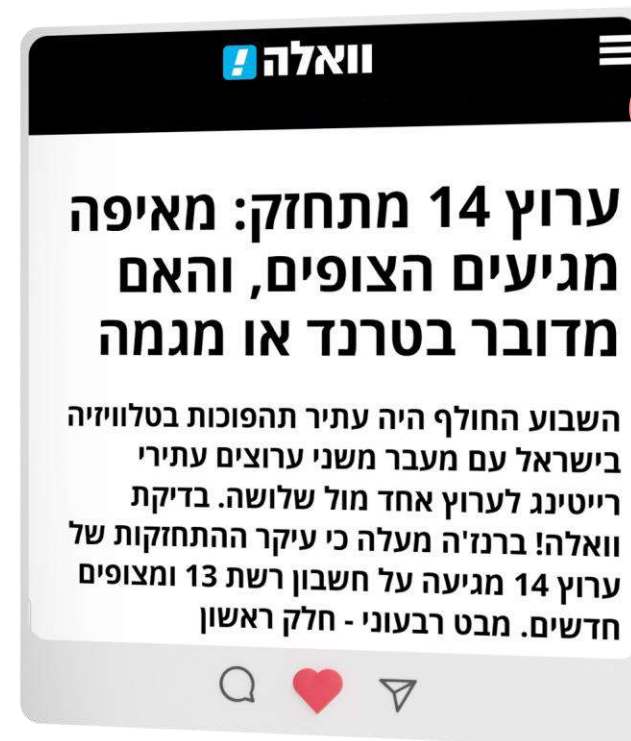 וואלה!
ערוץ 14 מתחזק: מאיפה
מגיעים הצופים, והאם
מדובר בטרנד או מגמה
השבוע החולף היה עתיר תהפוכות בטלוויזיה
בישראל עם מעבר משני ערוצים עתירי
רייטינג לערוץ אחד מול שלושה. בדיקת
וואלה! ברנז'ה מעלה כי עיקר ההתחזקות של
ערוץ 14 מגיעה על חשבון רשת 13 ומצופים
חדשים. מבט רבעוני - חלק ראשון